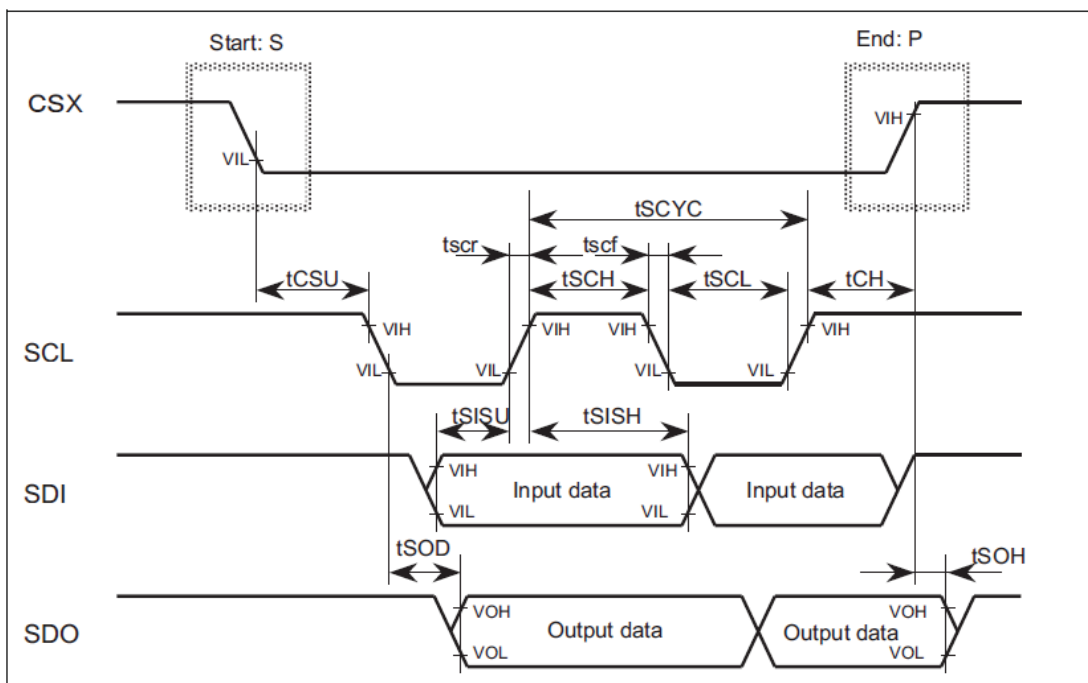 Start: S
End: P
CSX
VIH
VIL
tSCYC
tscr
tscf
tCSU
tSCH
tSCL
tCH
VIH
VIH
VIH
VIH
SCL
VIL
VIL
VIL
VIL
tSISU
tSISH
VIH
VIH
SDI
Input data
Input data
VIL
VIL
tSOD
tSOH
VOH
VOH
SDO
Output data
Output data
VOL
VOL